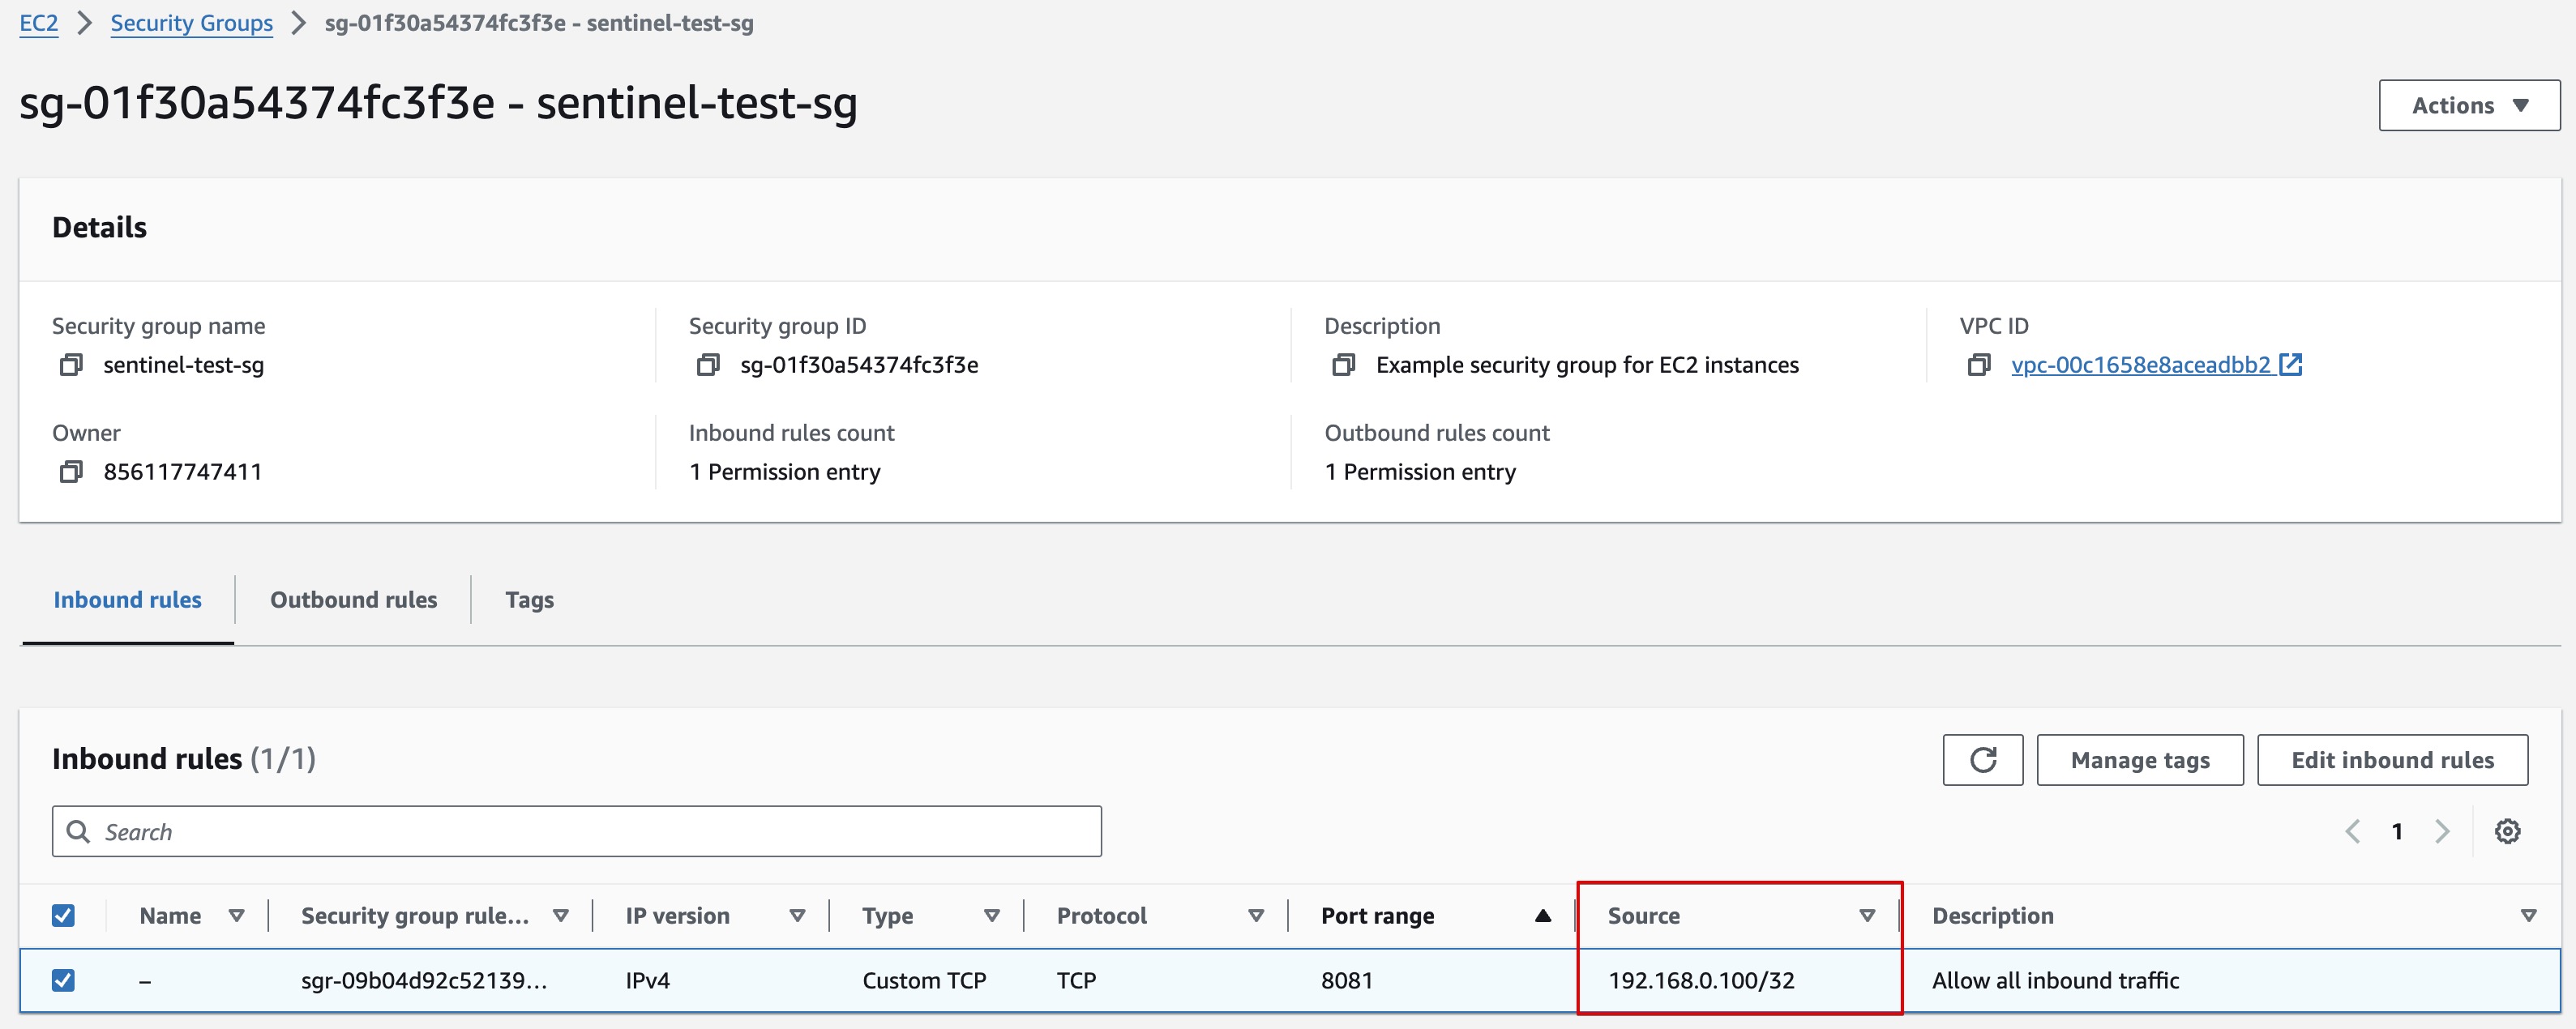 EC2 > Security Groups > sg-01f30a54374fc3f3e - sentinel-test-sg
sg-01f30a54374fc3f3e - sentinel-test-sg
Actions
Details
Security group name Security group ID Description VPC ID
sentinel-test-sg sg-01f30a54374fc3f3e Example security group for EC2 instances vpc-00c1658e8aceadbb2
Owner Inbound rules count Outbound rules count
856117747411 1 Permission entry 1 Permission entry
Inbound rules Outbound rules Tags
Inbound rules (1/1) Manage tags Edit inbound rules
Search 1
Name Security group rule... IP version Type Protocol Port range Source Description
– sgr-09b04d92c52139... IPv4 Custom TCP TCP 8081 192.168.0.100/32 Allow all inbound traffic